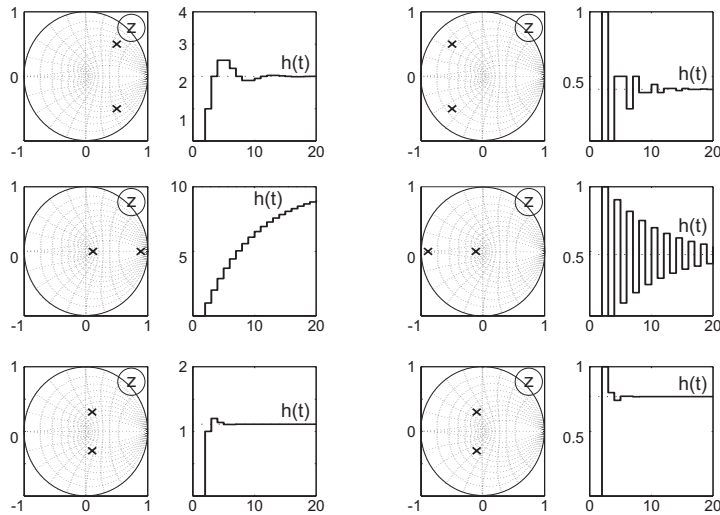 1 Z 4 1 Z 1
3
h(t) h(t)
0 2 0 0.5
1
-1 0 1 0 10 20 -1 0 1 0 10 20
1 Z 10 h(t) 1 Z
h(t)
0 5 0 0.5
-1 0 1 0 10 20 -1 0 1 0 10 20
1 Z 2 1 Z 1
h(t) h(t)
0 1 0 0.5
-1 0 1 0 10 20 -1 0 1 0 10 20